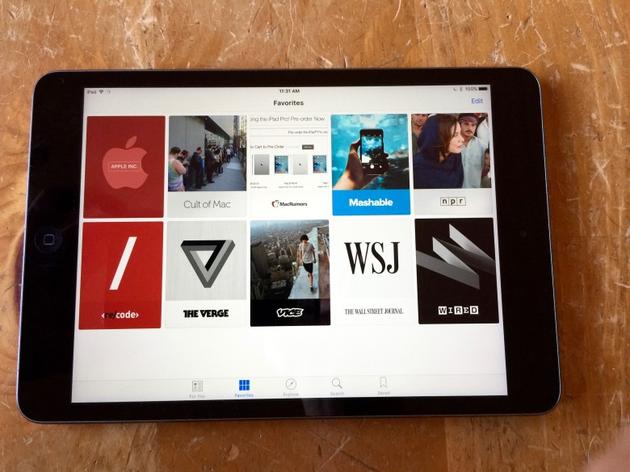 iPad
11:31 AM
100%
Favorites
Edit
APPLE INC.
Cult of Mac
ing the iPad Pro! Pre-order Now
MacRumors
Mashable
npr
<re/code>
THE VERGE
VICE
WSJ
THE WALL STREET JOURNAL
WIRED
For You
Favorites
Explore
Search
Saved